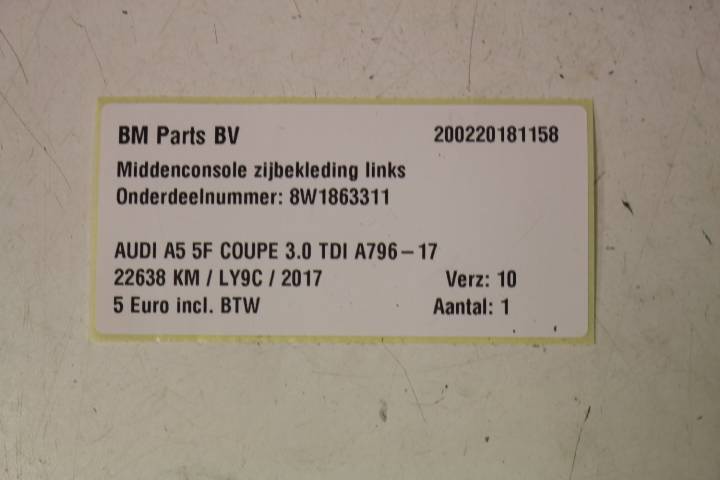 BM Parts BV 200220181158
Middenconsole zijbekleding links
Onderdeelnummer: 8W1863311
AUDI A5 5F COUPE 3.0 TDI A796-17
22638 KM / LY9C / 2017 Verz: 10
5 Euro incl. BTW Aantal: 1